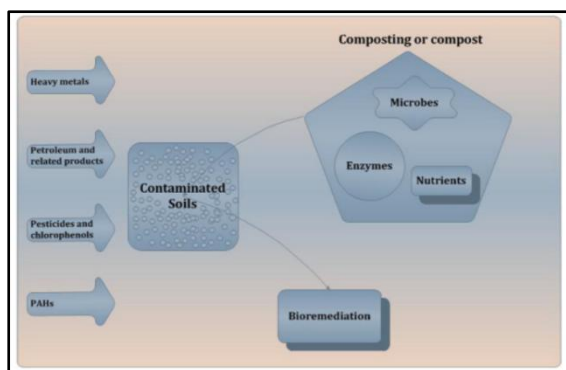 Composting or compost
Heavy metals
Microbes
Petroleum and
related products
Enzymes
Nutrients
Contaminated
Soils
Pesticides and
chlorophenols
PAHs
Bioremediation